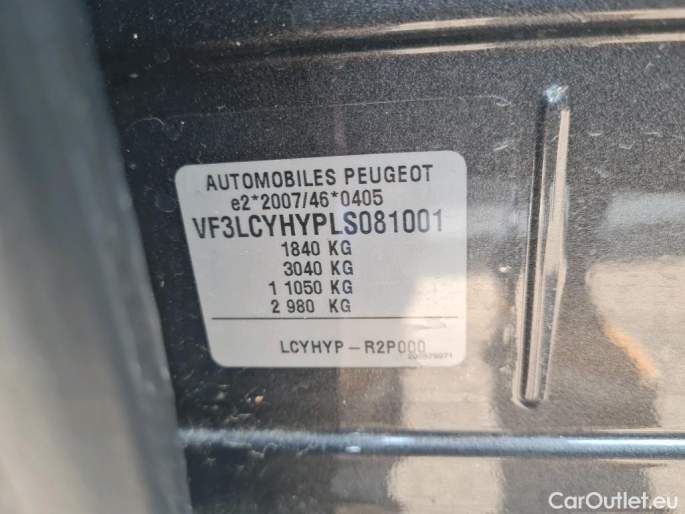 AUTOMOBILES PEUGEOT
e2*2007/46*0405
VF3LCYHYPLS081001
1840 KG
3040 KG
1 1050 KG
2 980 KG
LCYHYP – R2P000
CarOutlet.eu